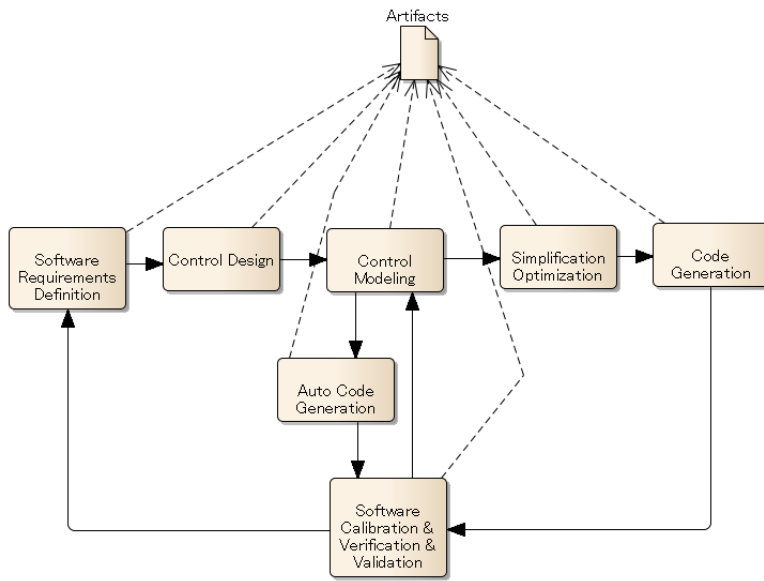 Artifacts
Software
Requirements
Definition
Control Design
Control
Modeling
Simplification
Optimization
Code
Generation
Auto Code
Generation
Software
Calibration &
Verification &
Validation